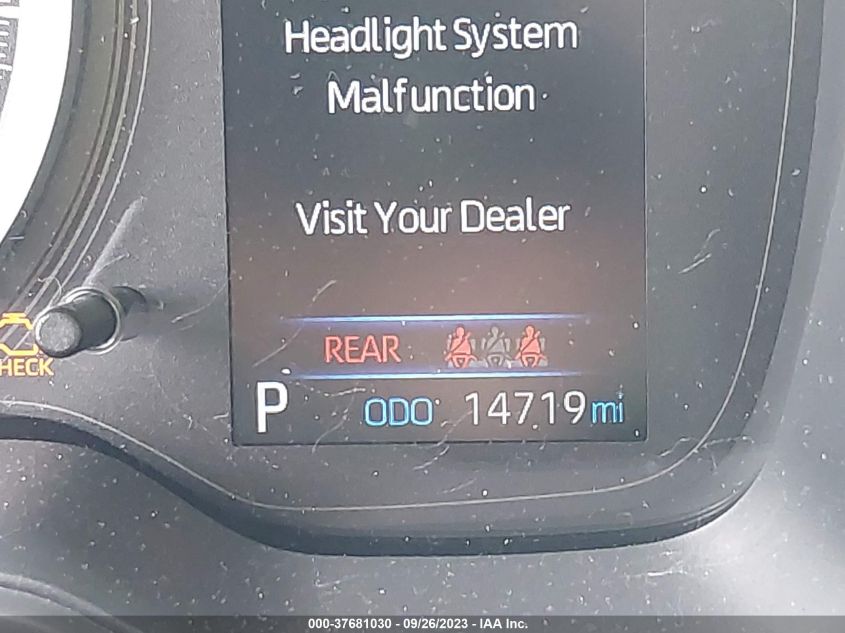 Headlight System
Malfunction
Visit Your Dealer
REAR
HECK
P ODO 14719 mi
000-37681030 - 09/26/2023 - IAA Inc.